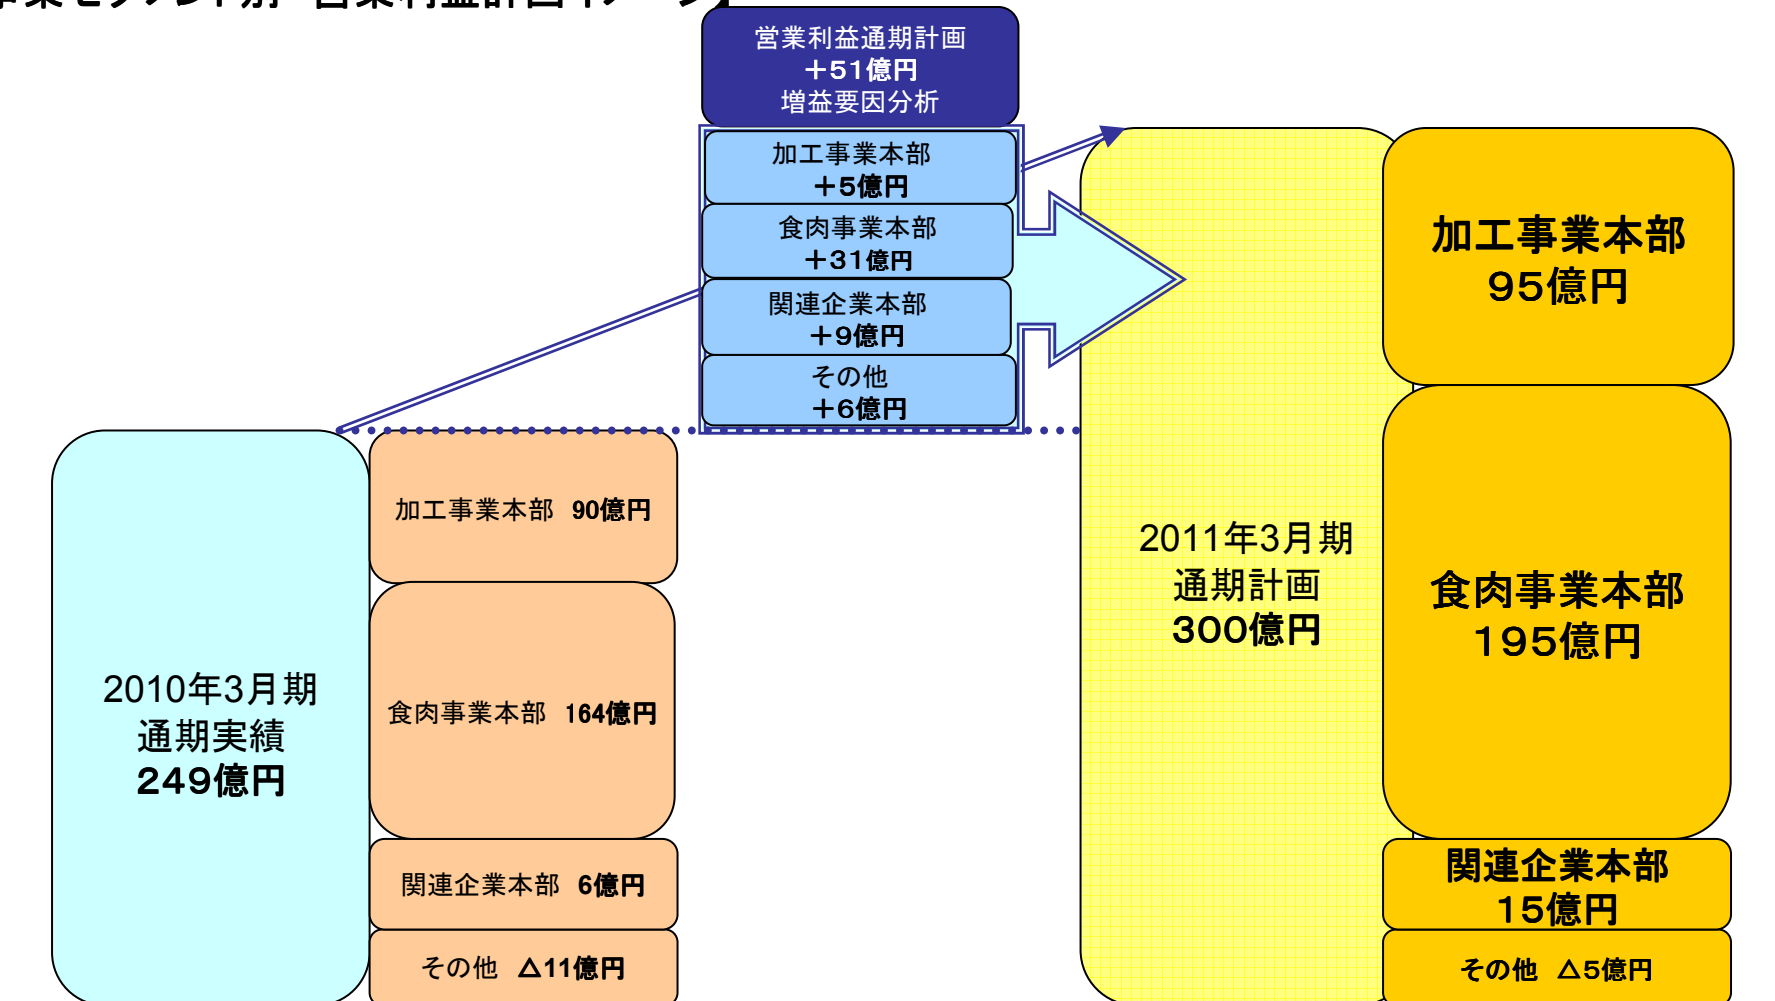 営業利益通期計画
＋51億円
増益要因分析
加工事業本部
＋5億円
食肉事業本部
＋31億円
関連企業本部
＋9億円
その他
＋6億円
2010年3月期
通期実績
249億円
加工事業本部　90億円
食肉事業本部　164億円
関連企業本部　6億円
その他　△11億円
2011年3月期
通期計画
300億円
加工事業本部
95億円
食肉事業本部
195億円
関連企業本部
15億円
その他　△5億円